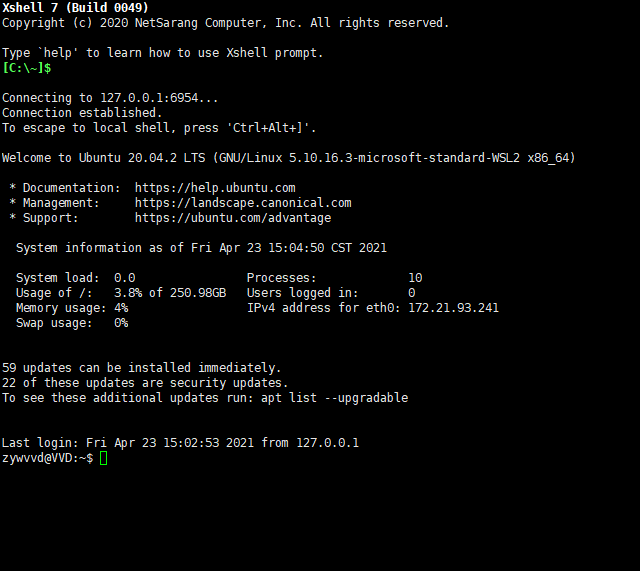 Xshell 7 (Build 0049)
Copyright (c) 2020 NetSarang Computer, Inc. All rights reserved.
Type `help' to learn how to use Xshell prompt.
[C:\~]$
Connecting to 127.0.0.1:6954...
Connection established.
To escape to local shell, press 'Ctrl+Alt+]'.
Welcome to Ubuntu 20.04.2 LTS (GNU/Linux 5.10.16.3-microsoft-standard-WSL2 x86_64)
 * Documentation:  https://help.ubuntu.com
 * Management:     https://landscape.canonical.com
 * Support:        https://ubuntu.com/advantage
  System information as of Fri Apr 23 15:04:50 CST 2021
  System load:  0.0                Processes:             10
  Usage of /:   3.8% of 250.98GB   Users logged in:       0
  Memory usage: 4%                 IPv4 address for eth0: 172.21.93.241
  Swap usage:   0%
59 updates can be installed immediately.
22 of these updates are security updates.
To see these additional updates run: apt list --upgradable
Last login: Fri Apr 23 15:02:53 2021 from 127.0.0.1
zywvvd@VVD:~$